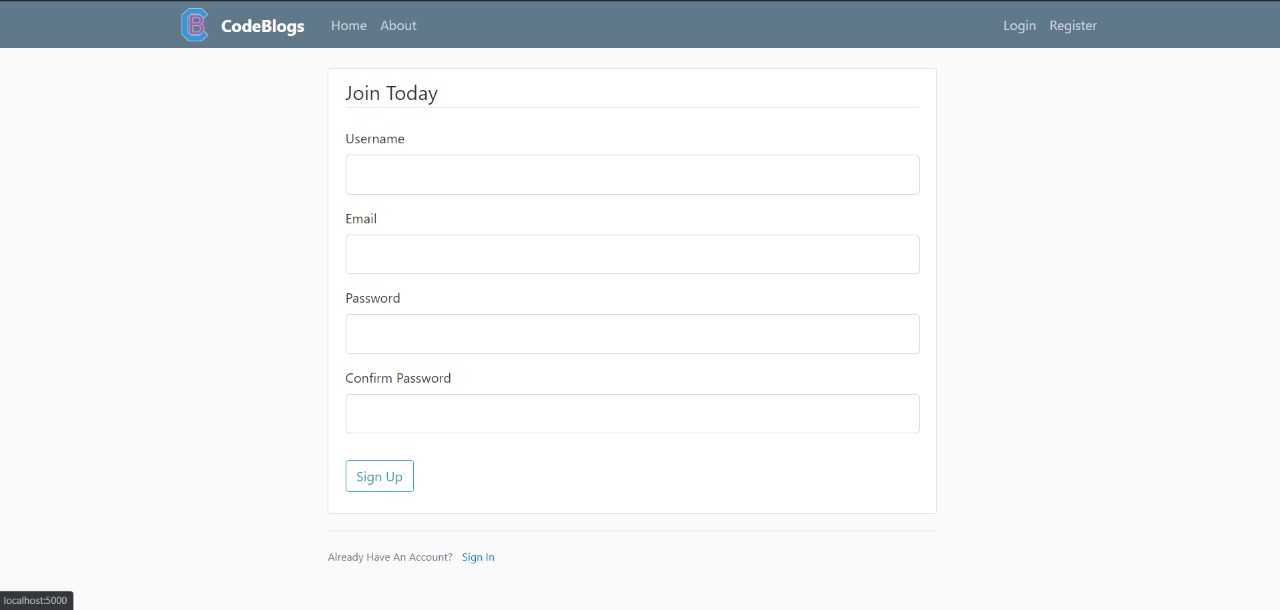 CodeBlogs Home About Login Register
Join Today
Username
Email
Password
Confirm Password
Sign Up
Already Have An Account? Sign In
localhost:5000